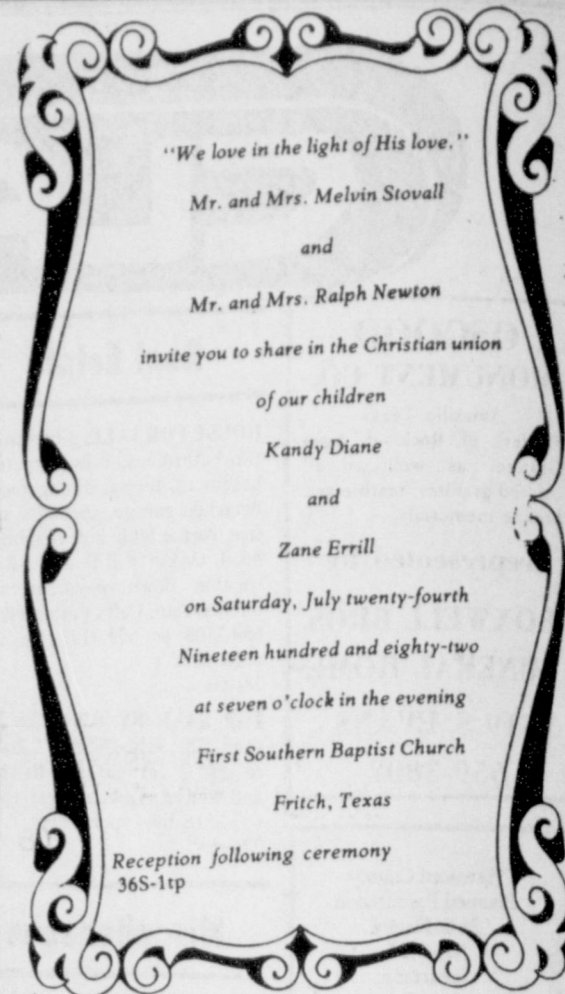 "We love in the light of His love."
Mr. and Mrs. Melvin Stovall
and
Mr. and Mrs. Ralph Newton
invite you to share in the Christian union
of our children
Kandy Diane
and
Zane Errill
on Saturday, July twenty-fourth
Nineteen hundred and eighty-two
at seven o'clock in the evening
First Southern Baptist Church
Fritch, Texas
Reception following ceremony
36S-1tp